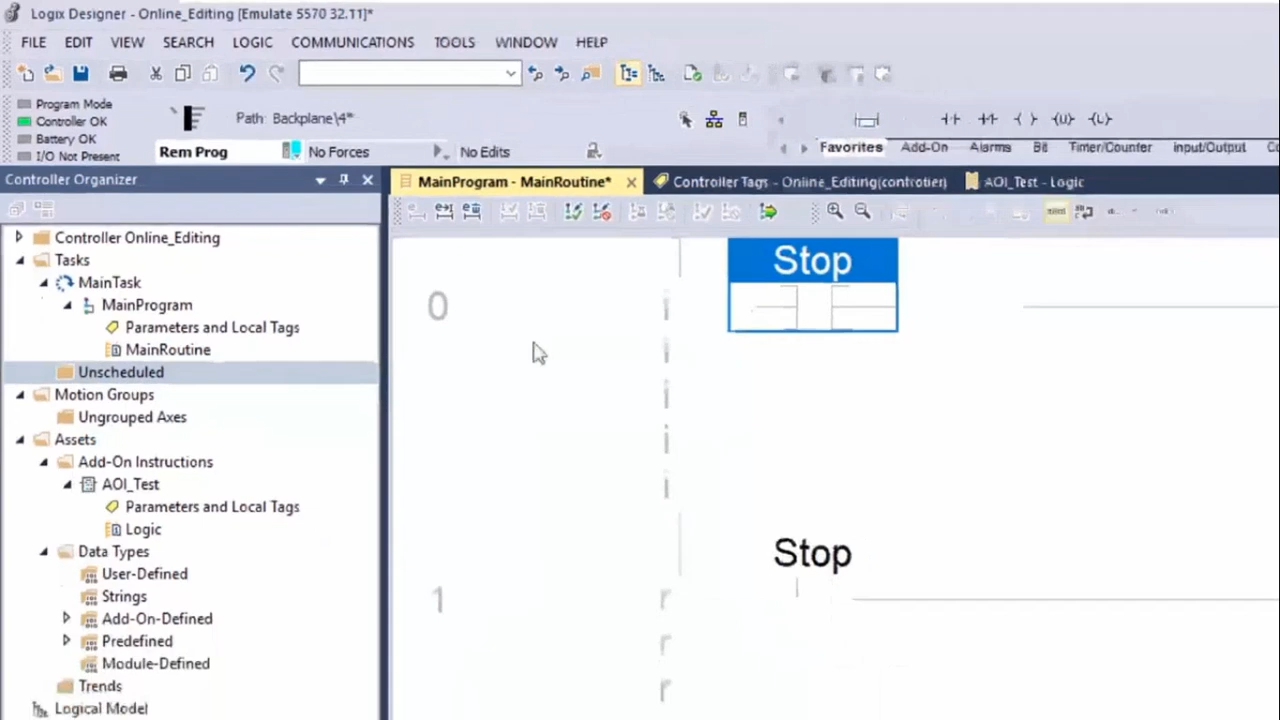 Logix Designer - Online_Editing [Emulate 5570 32.11]*
FILE EDIT VIEW SEARCH LOGIC COMMUNICATIONS TOOLS WINDOW HELP
Program Mode
Controller OK
Battery OK
I/O Not Present
Path: Backplane\4*
Rem Prog No Forces No Edits
Favorites Add-On Alarms Bit Timer/Counter Input/Output
Controller Organizer
MainProgram - MainRoutine* Controller Tags - Online_Editing(controller) AOI_Test - Logic
Controller Online_Editing
Tasks
MainTask
MainProgram
Parameters and Local Tags
MainRoutine
Unscheduled
Motion Groups
Ungrouped Axes
Assets
Add-On Instructions
AOI_Test
Parameters and Local Tags
Logic
Data Types
User-Defined
Strings
Add-On-Defined
Predefined
Module-Defined
Trends
Logical Model
Stop
0
i
i
i
i
i
Stop
1
r
r
r